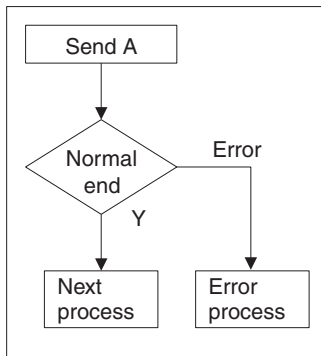 Send A
Normal
end
Error
Y
Next
process
Error
process